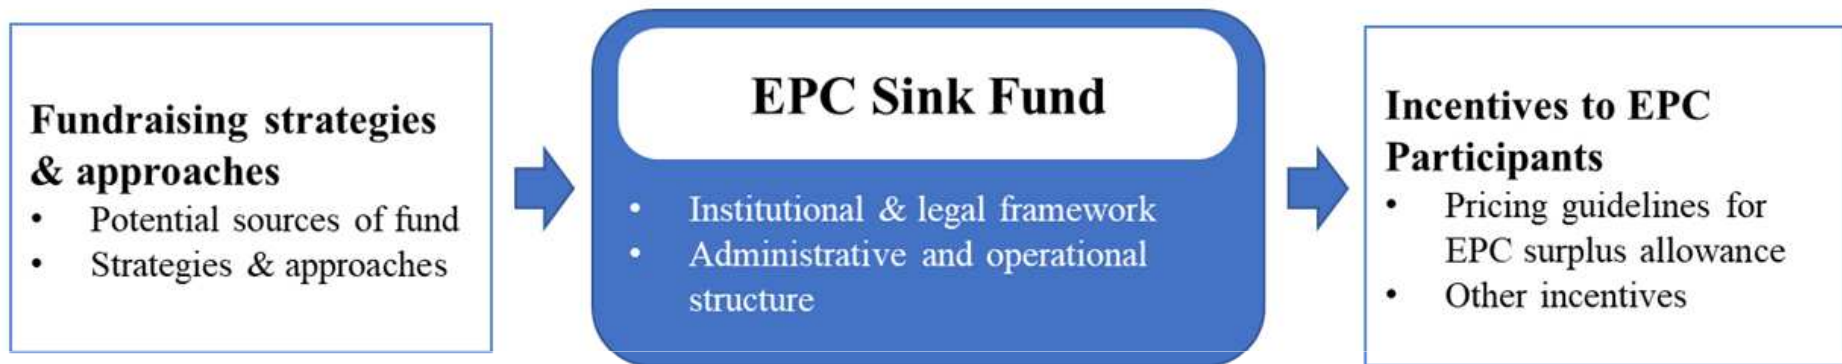 Fundraising strategies
& approaches
• Potential sources of fund
• Strategies & approaches
EPC Sink Fund
• Institutional & legal framework
• Administrative and operational
structure
Incentives to EPC
Participants
• Pricing guidelines for
EPC surplus allowance
• Other incentives